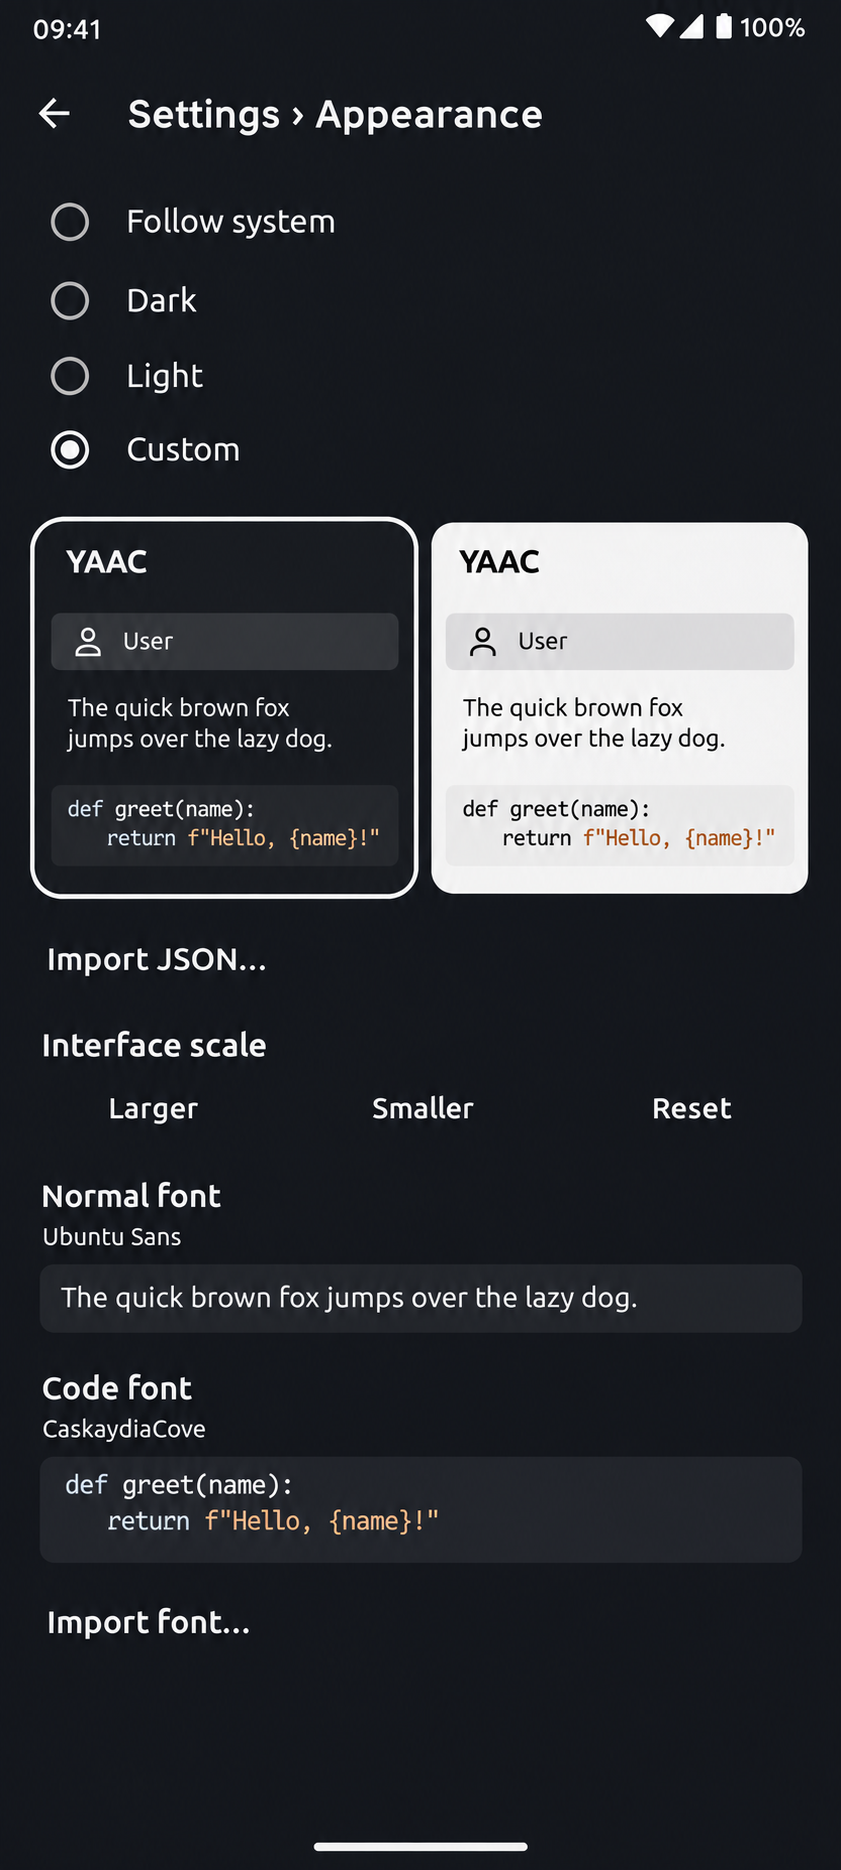 09:41
100%
Settings › Appearance
Follow system
Dark
Light
Custom
YAAC
User
The quick brown fox
jumps over the lazy dog.
def greet(name):
    return f"Hello, {name}!"
YAAC
User
The quick brown fox
jumps over the lazy dog.
def greet(name):
    return f"Hello, {name}!"
Import JSON...
Interface scale
Larger
Smaller
Reset
Normal font
Ubuntu Sans
The quick brown fox jumps over the lazy dog.
Code font
CaskaydiaCove
def greet(name):
    return f"Hello, {name}!"
Import font...